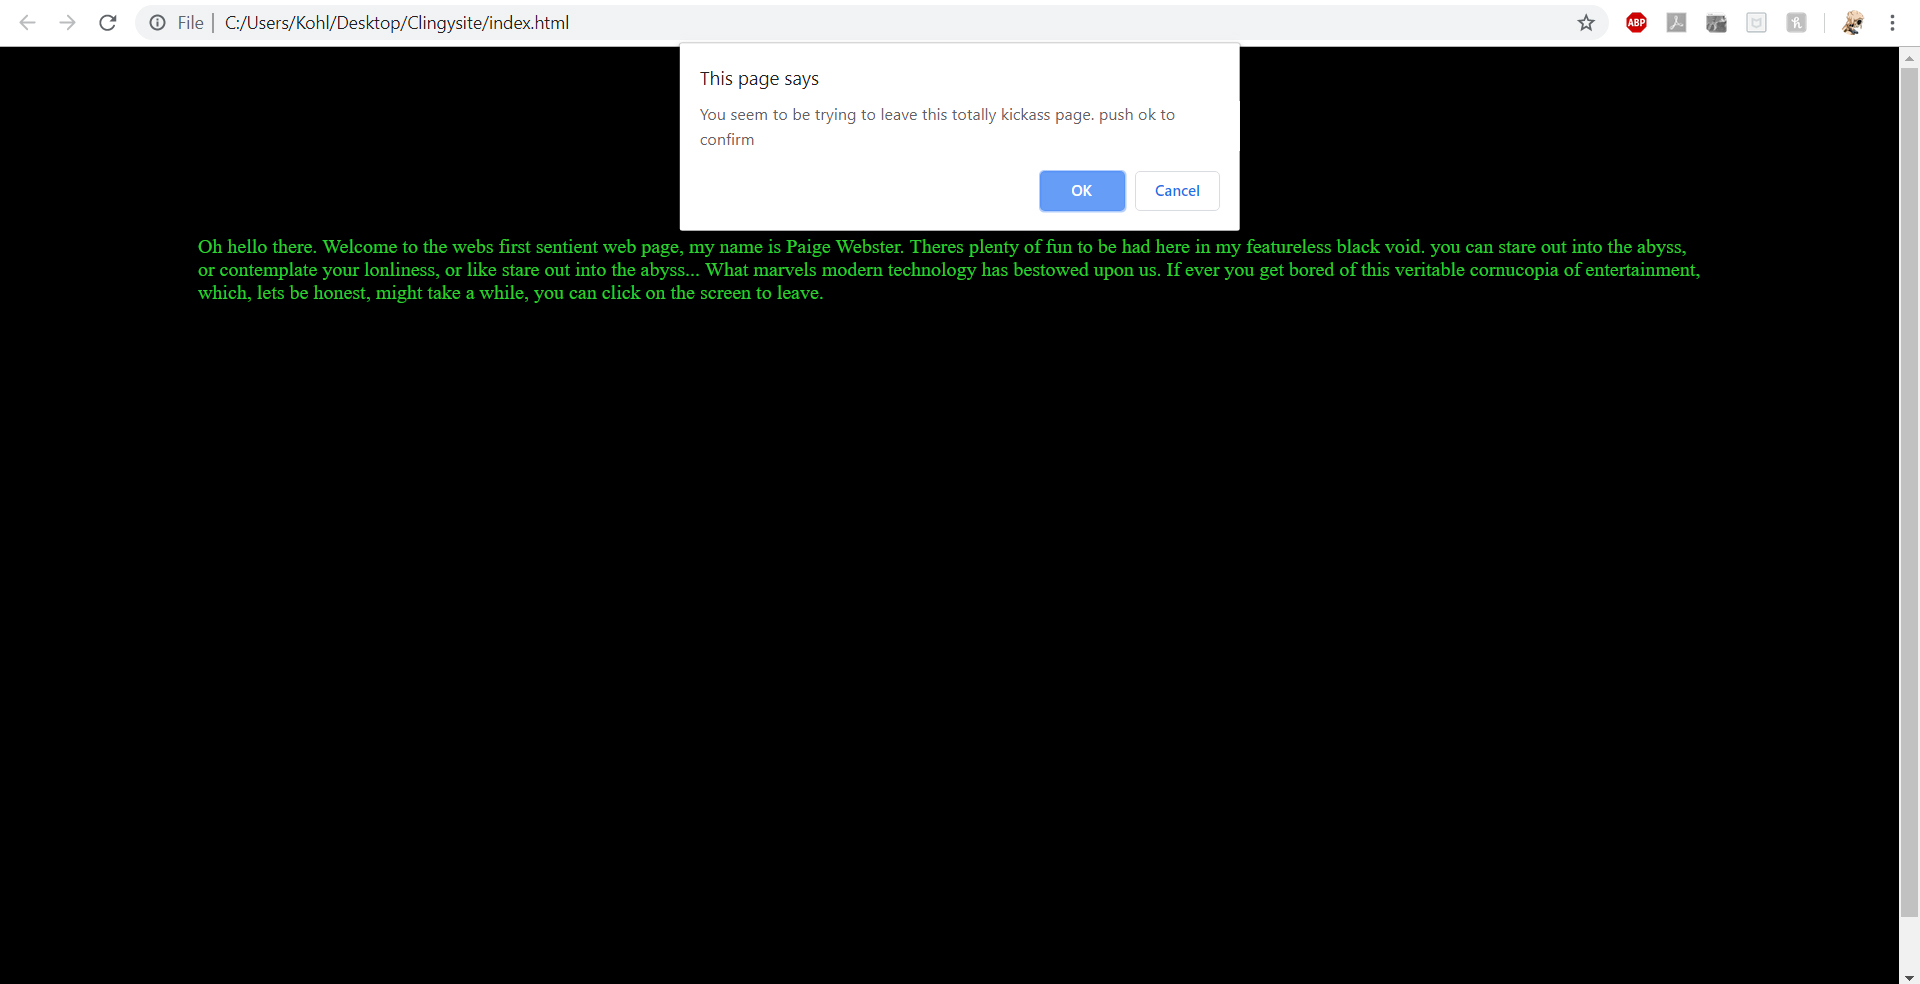 File | C:/Users/Kohl/Desktop/Clingysite/index.html
ABP
This page says
You seem to be trying to leave this totally kickass page. push ok to
confirm
OK Cancel
Oh hello there. Welcome to the webs first sentient web page, my name is Paige Webster. Theres plenty of fun to be had here in my featureless black void. you can stare out into the abyss,
or contemplate your lonliness, or like stare out into the abyss... What marvels modern technology has bestowed upon us. If ever you get bored of this veritable cornucopia of entertainment,
which, lets be honest, might take a while, you can click on the screen to leave.